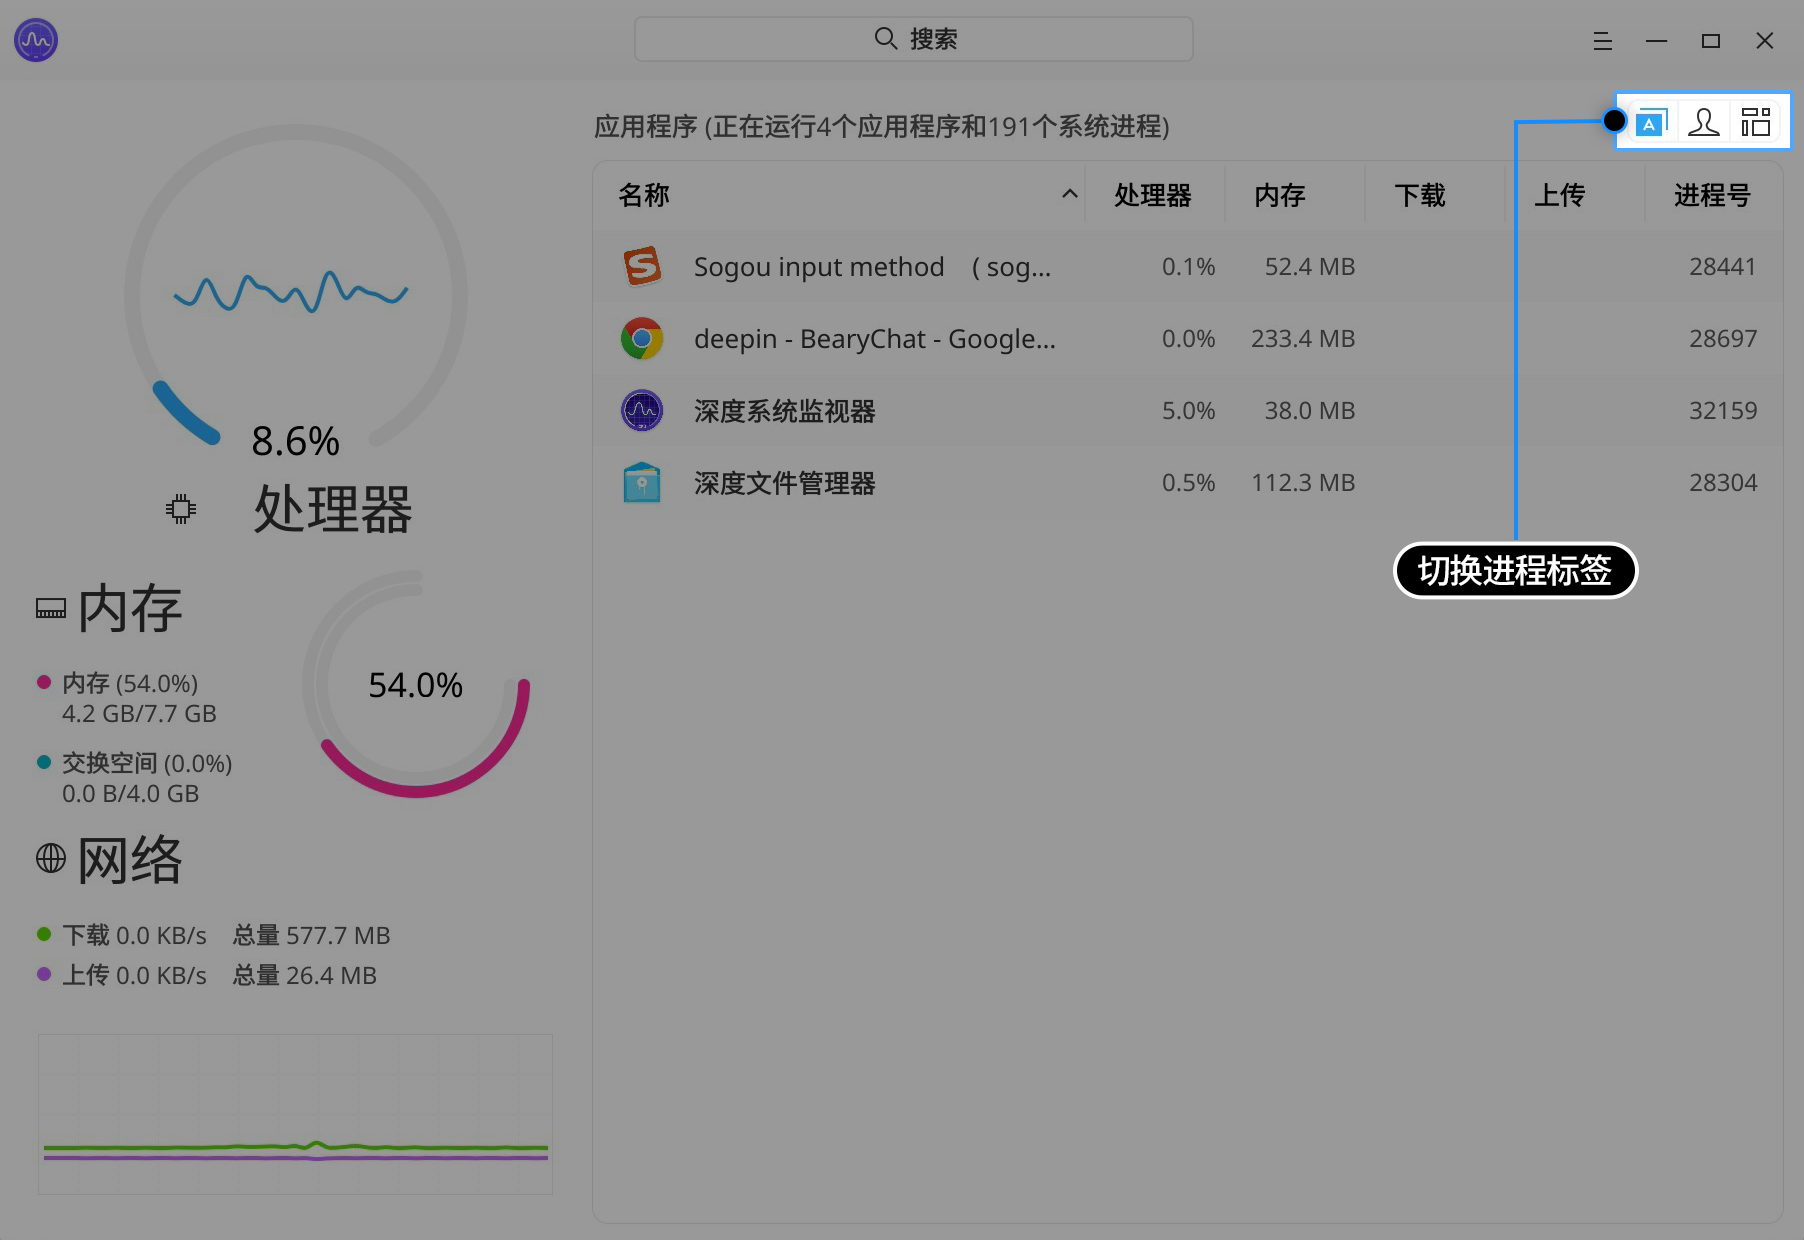 搜索
应用程序 (正在运行4个应用程序和191个系统进程)
名称 处理器 内存 下载 上传 进程号
Sogou input method （sog... 0.1% 52.4 MB 28441
deepin - BearyChat - Google... 0.0% 233.4 MB 28697
深度系统监视器 5.0% 38.0 MB 32159
深度文件管理器 0.5% 112.3 MB 28304
切换进程标签
8.6%
处理器
内存
内存 (54.0%)
4.2 GB/7.7 GB
54.0%
交换空间 (0.0%)
0.0 B/4.0 GB
网络
下载 0.0 KB/s 总量 577.7 MB
上传 0.0 KB/s 总量 26.4 MB